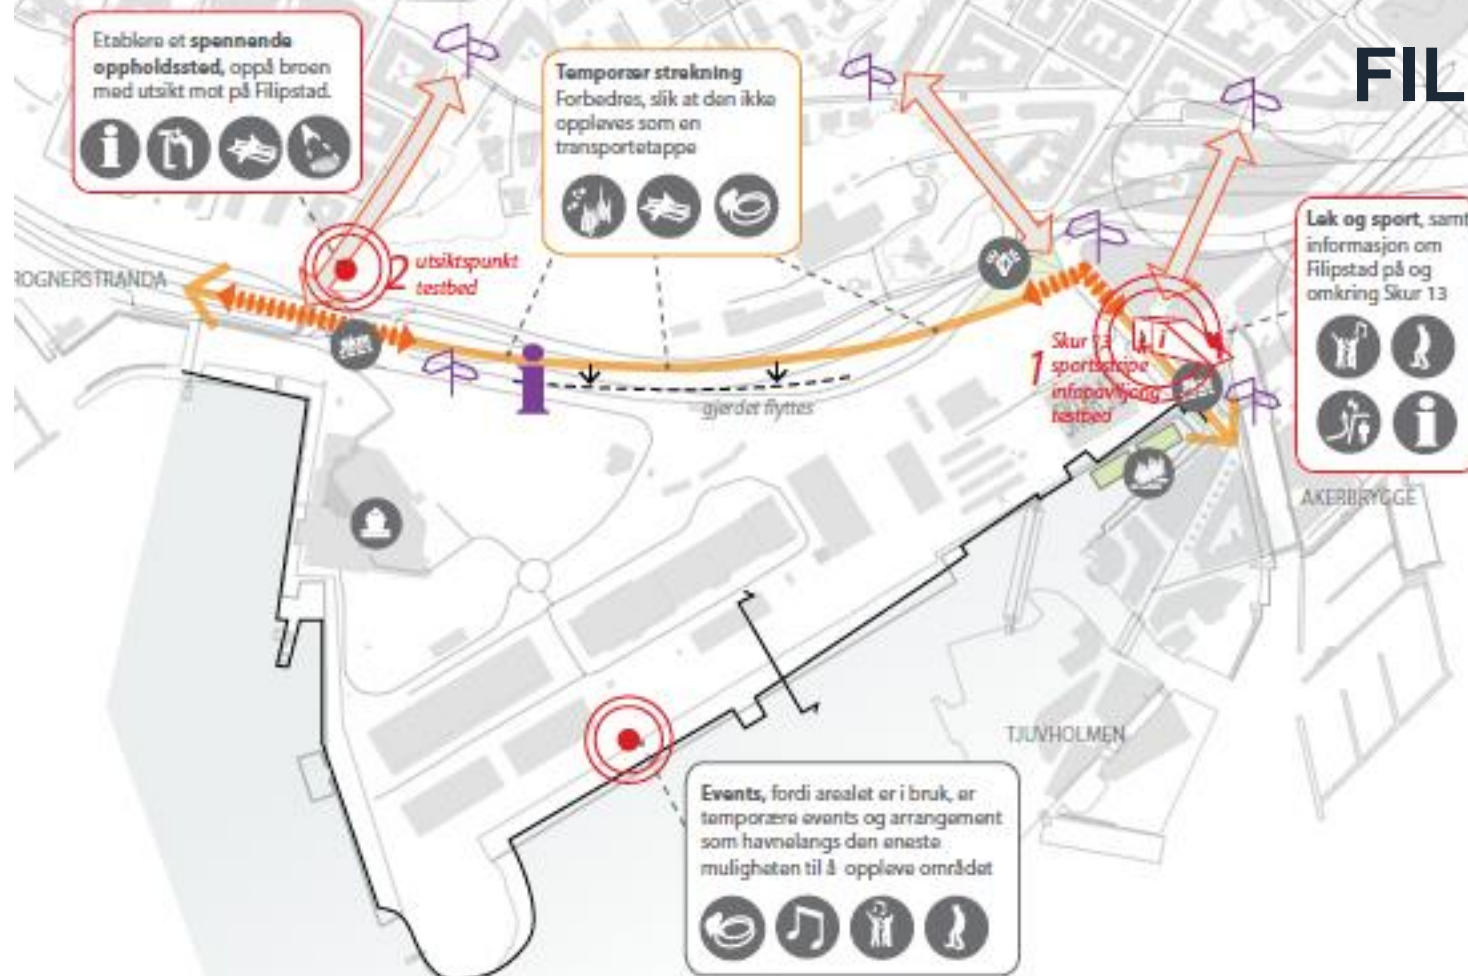 FIL
Etablere et spennende
oppholdssted, oppå broen
med utsikt mot på Filipstad.
Temporær strekning
Forbedres, slik at den ikke
oppleves som en
transportetappe
Lek og sport, samt
informasjon om
Filipstad på og
omkring Skur 13
ROGNERSTRANDA
2 utsiktspunkt
testbed
1 Skur 13
sportsstripe
infopaviljong
testbed
gjerdet flyttes
AKERBRYGGE
TJUVHOLMEN
Events, fordi arealet er i bruk, er
temporære events og arrangement
som havnelangs den eneste
muligheten til å oppleve området